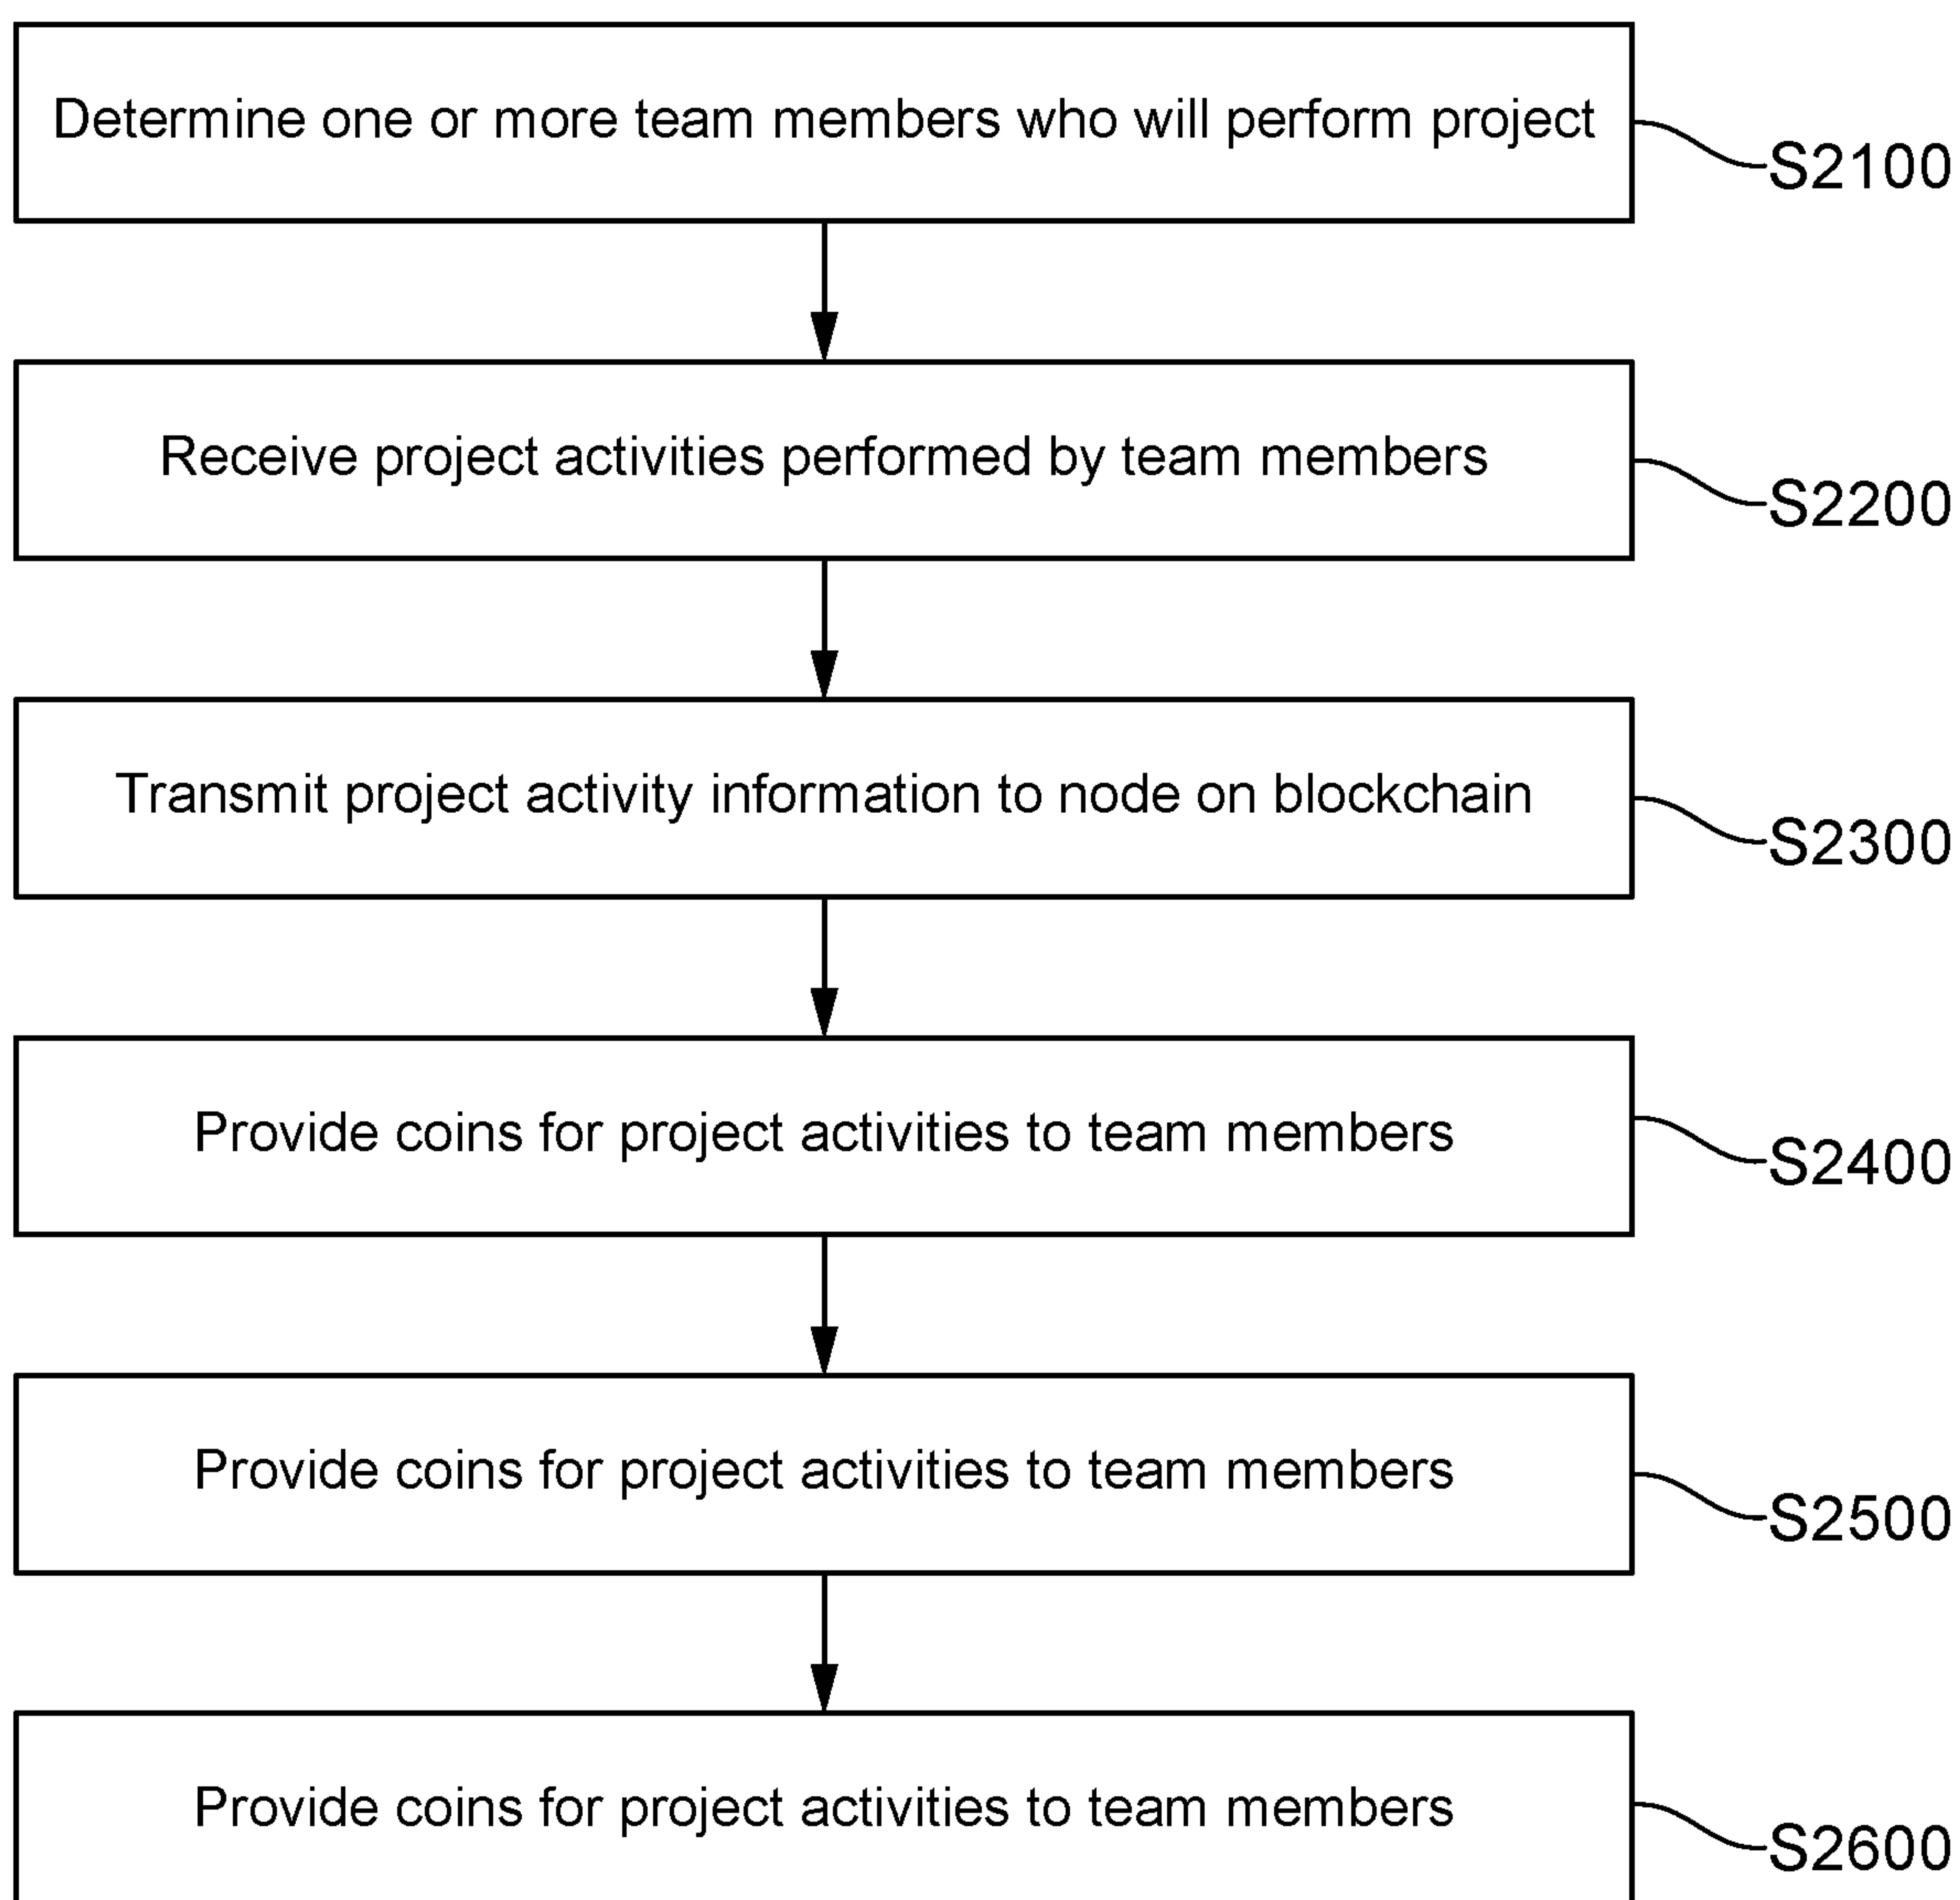 Determine one or more team members who will perform project
S2100
Receive project activities performed by team members
S2200
Transmit project activity information to node on blockchain
S2300
Provide coins for project activities to team members
S2400
Provide coins for project activities to team members
S2500
Provide coins for project activities to team members
S2600